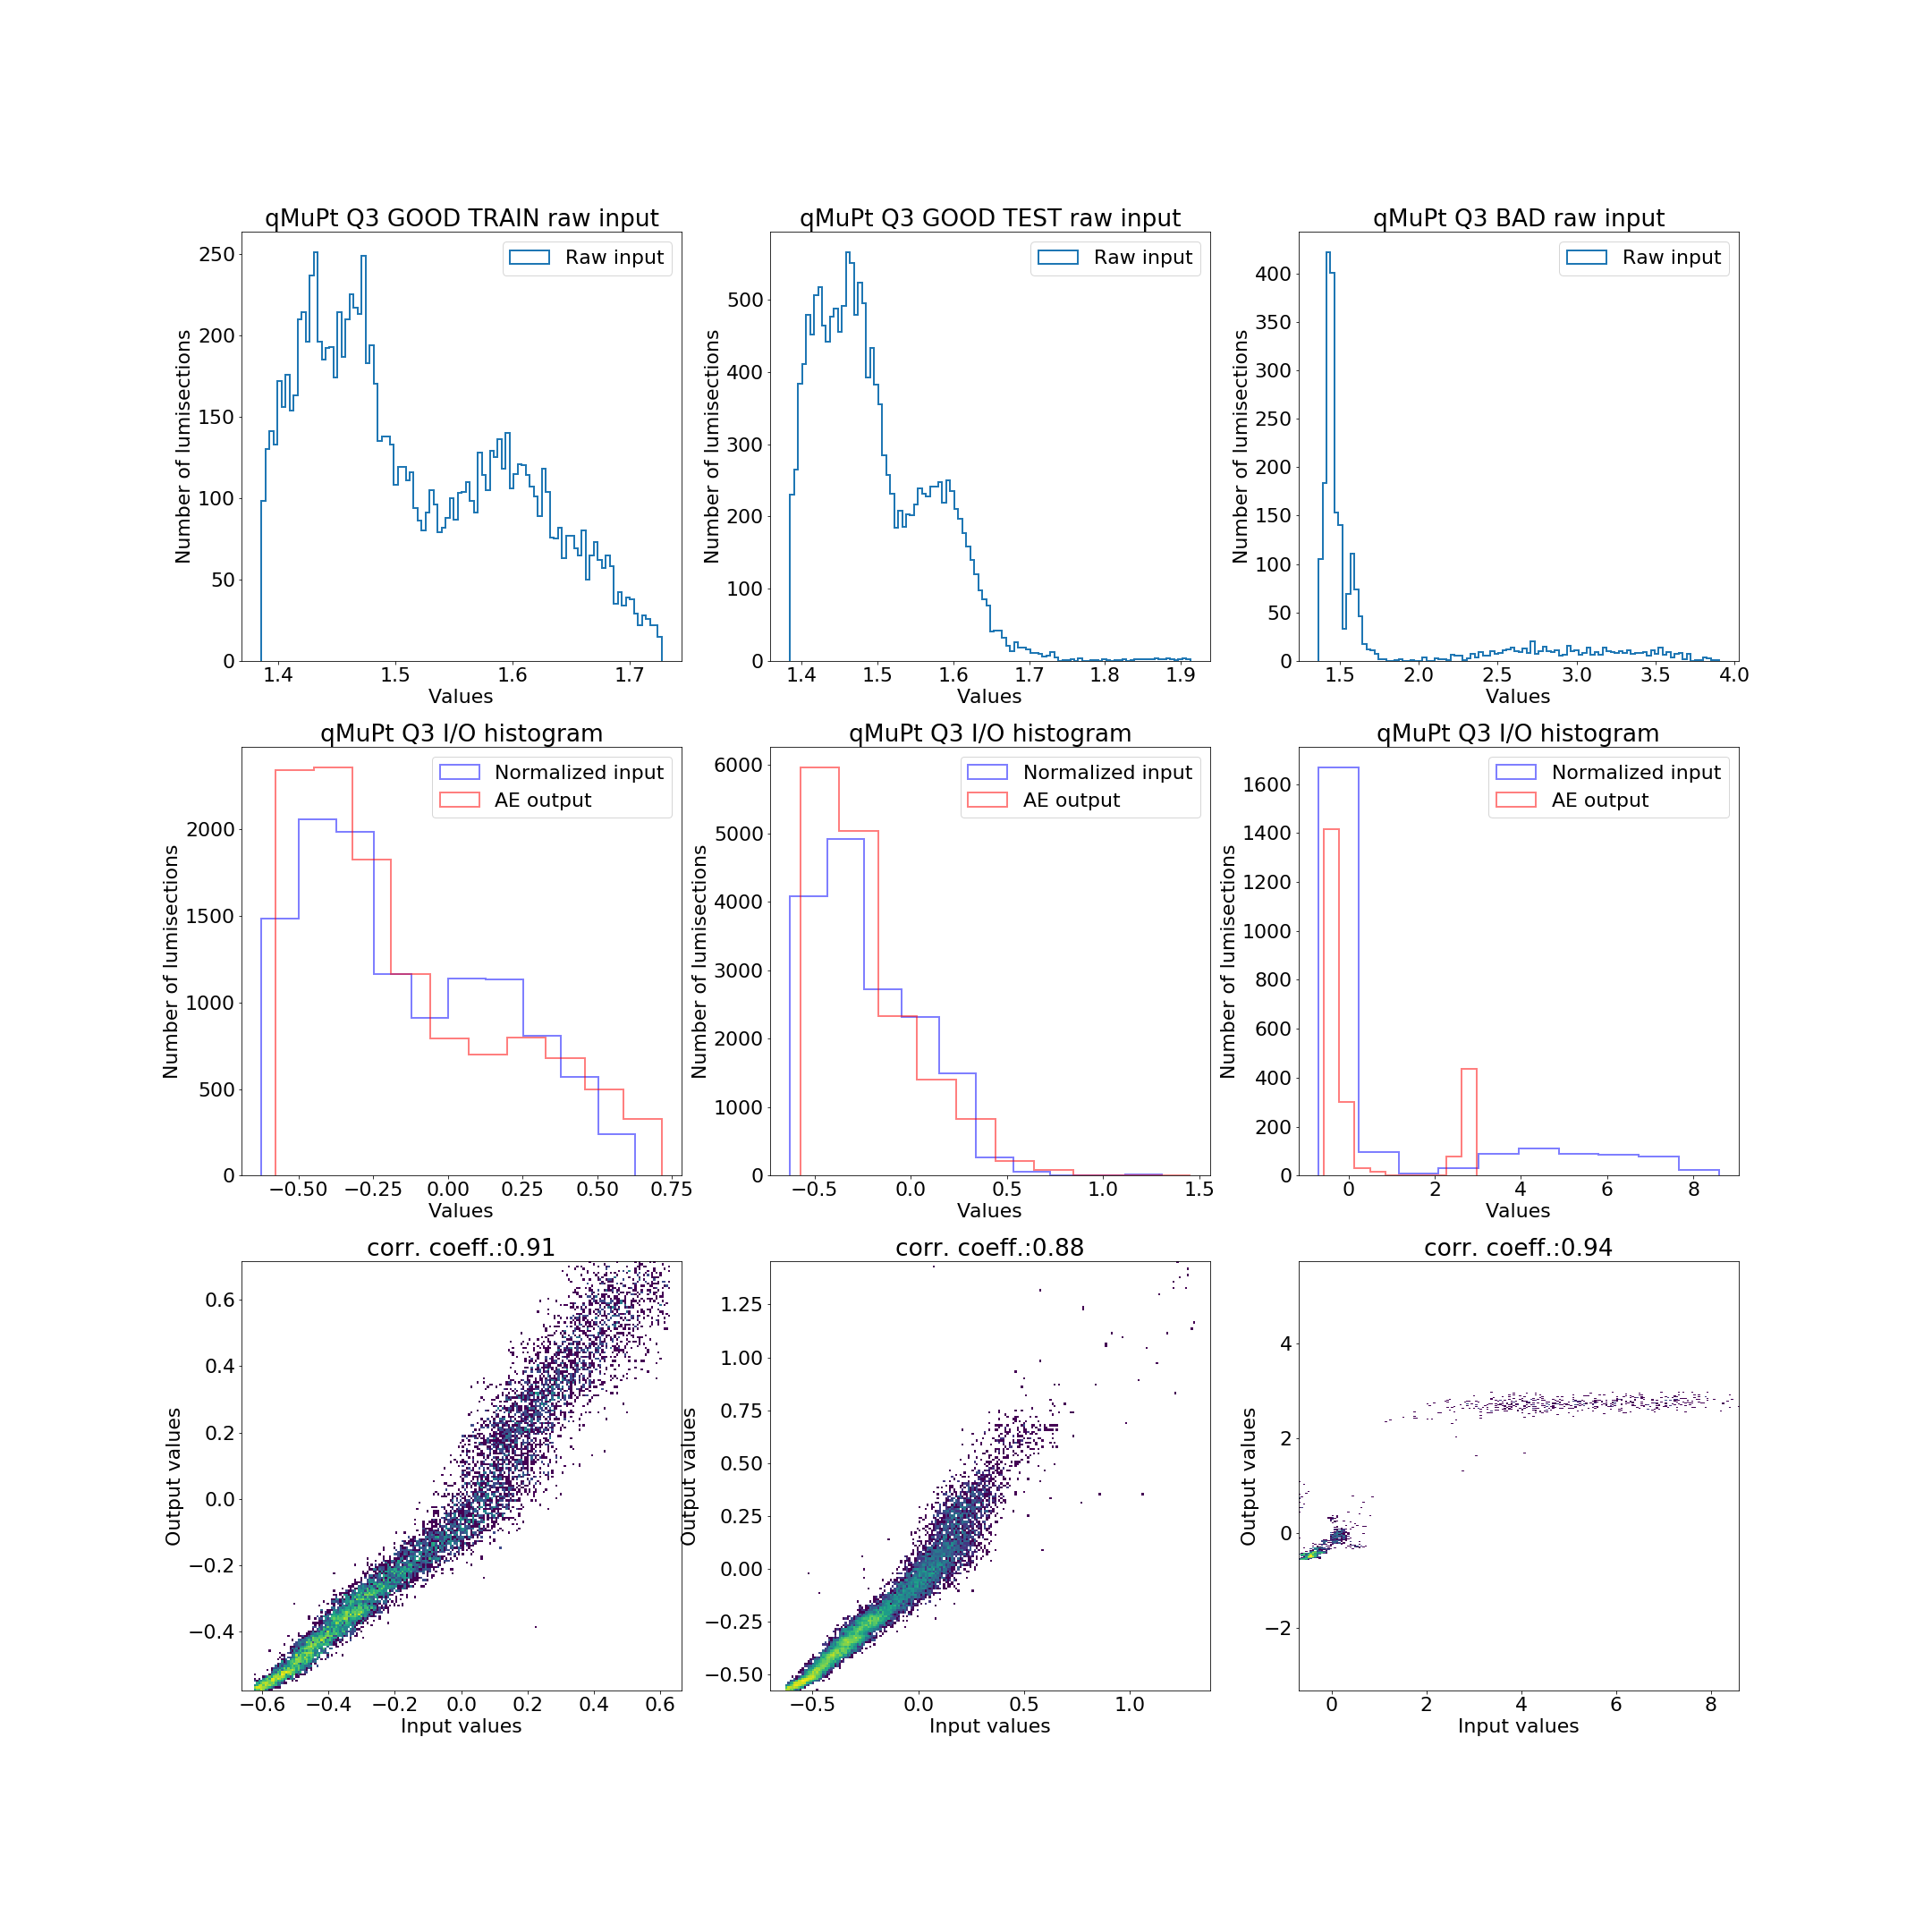 qMuPt Q3 GOOD TRAIN raw input
Raw input
Number of lumisections
250
200
150
100
50
0
1.4 1.5 1.6 1.7
Values
qMuPt Q3 GOOD TEST raw input
Raw input
Number of lumisections
500
400
300
200
100
0
1.4 1.5 1.6 1.7 1.8 1.9
Values
qMuPt Q3 BAD raw input
Raw input
Number of lumisections
400
350
300
250
200
150
100
50
0
1.5 2.0 2.5 3.0 3.5 4.0
Values
qMuPt Q3 I/O histogram
Normalized input
AE output
Number of lumisections
2000
1500
1000
500
0
−0.50 −0.25 0.00 0.25 0.50 0.75
Values
qMuPt Q3 I/O histogram
Normalized input
AE output
Number of lumisections
6000
5000
4000
3000
2000
1000
0
−0.5 0.0 0.5 1.0 1.5
Values
qMuPt Q3 I/O histogram
Normalized input
AE output
Number of lumisections
1600
1400
1200
1000
800
600
400
200
0
0 2 4 6 8
Values
corr. coeff.:0.91
Output values
0.6
0.4
0.2
0.0
−0.2
−0.4
−0.6 −0.4 −0.2 0.0 0.2 0.4 0.6
Input values
corr. coeff.:0.88
Output values
1.25
1.00
0.75
0.50
0.25
0.00
−0.25
−0.50
−0.5 0.0 0.5 1.0
Input values
corr. coeff.:0.94
Output values
4
2
0
−2
0 2 4 6 8
Input values